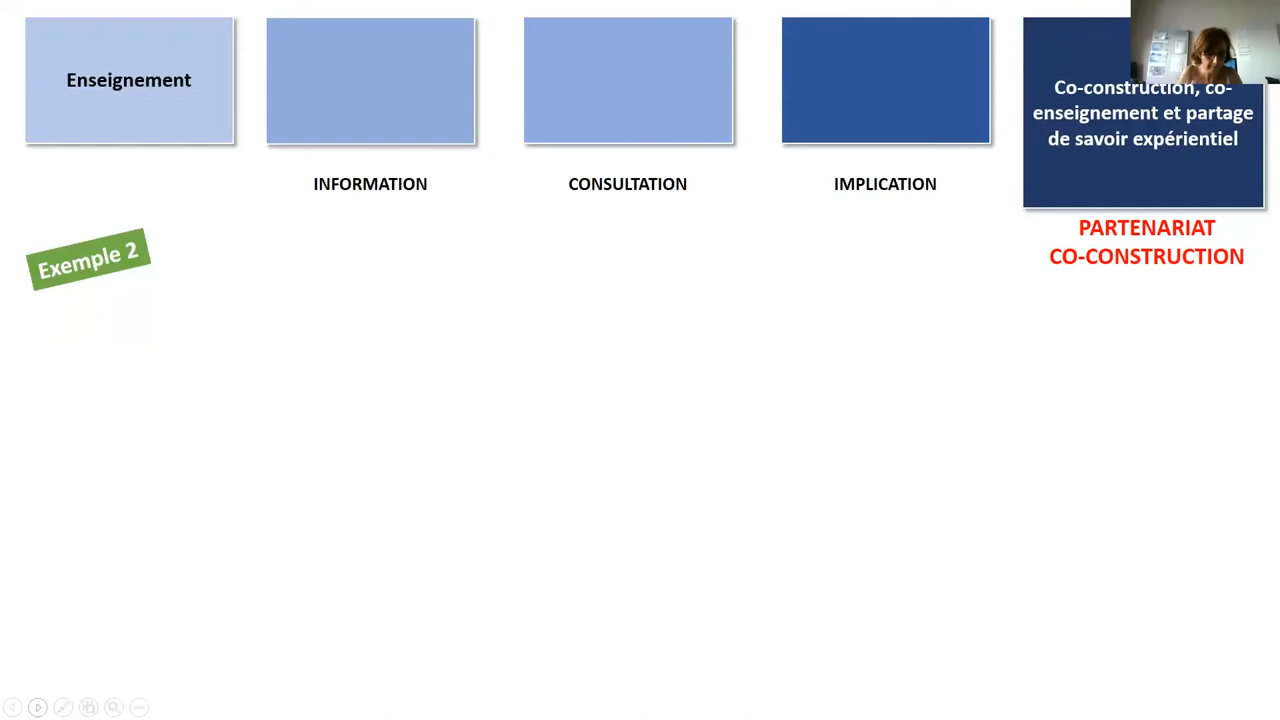 Enseignement
Co-construction, co-
enseignement et partage
de savoir expérientiel
INFORMATION
CONSULTATION
IMPLICATION
PARTENARIAT
CO-CONSTRUCTION
Exemple 2